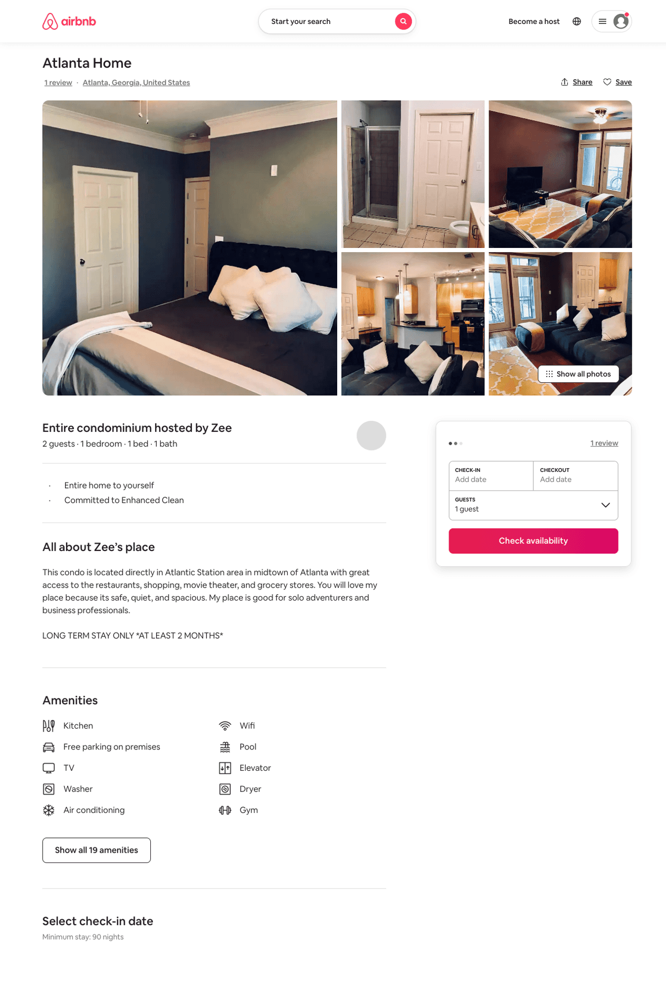 airbnb
Start your search
Become a host
Atlanta Home
1 review · Atlanta, Georgia, United States
Share
Save
Show all photos
Entire condominium hosted by Zee
2 guests · 1 bedroom · 1 bed · 1 bath
· Entire home to yourself
· Committed to Enhanced Clean
1 review
CHECK-IN
Add date
CHECKOUT
Add date
GUESTS
1 guest
Check availability
All about Zee’s place
This condo is located directly in Atlantic Station area in midtown of Atlanta with great
access to the restaurants, shopping, movie theater, and grocery stores. You will love my
place because its safe, quiet, and spacious. My place is good for solo adventurers and
business professionals.
LONG TERM STAY ONLY *AT LEAST 2 MONTHS*
Amenities
Kitchen
Wifi
Free parking on premises
Pool
TV
Elevator
Washer
Dryer
Air conditioning
Gym
Show all 19 amenities
Select check-in date
Minimum stay: 90 nights